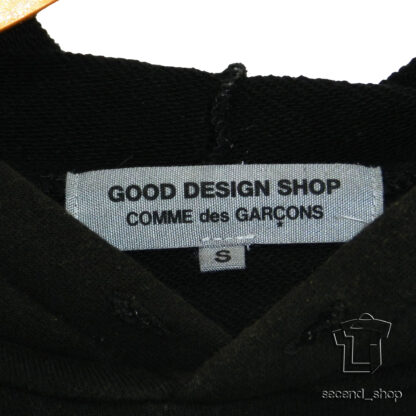 GOOD DESIGN SHOP
COMME des GARÇONS
S
secend_shop